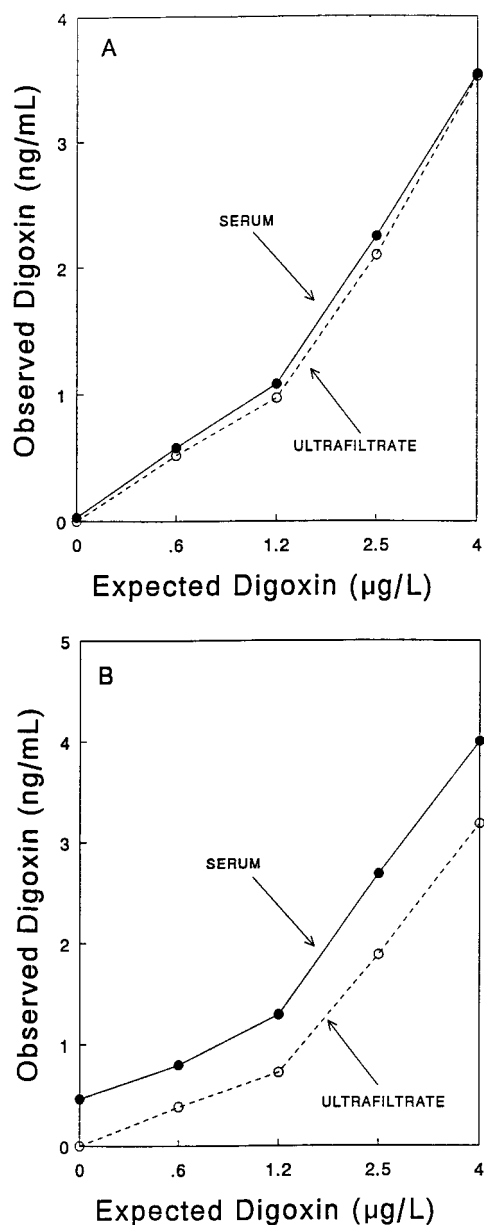 A
Observed Digoxin (ng/mL)
4
3
2
1
0
SERUM
ULTRAFILTRATE
0 .6 1.2 2.5 4
Expected Digoxin (µg/L)
B
Observed Digoxin (ng/mL)
5
4
3
2
1
0
SERUM
ULTRAFILTRATE
0 .6 1.2 2.5 4
Expected Digoxin (µg/L)